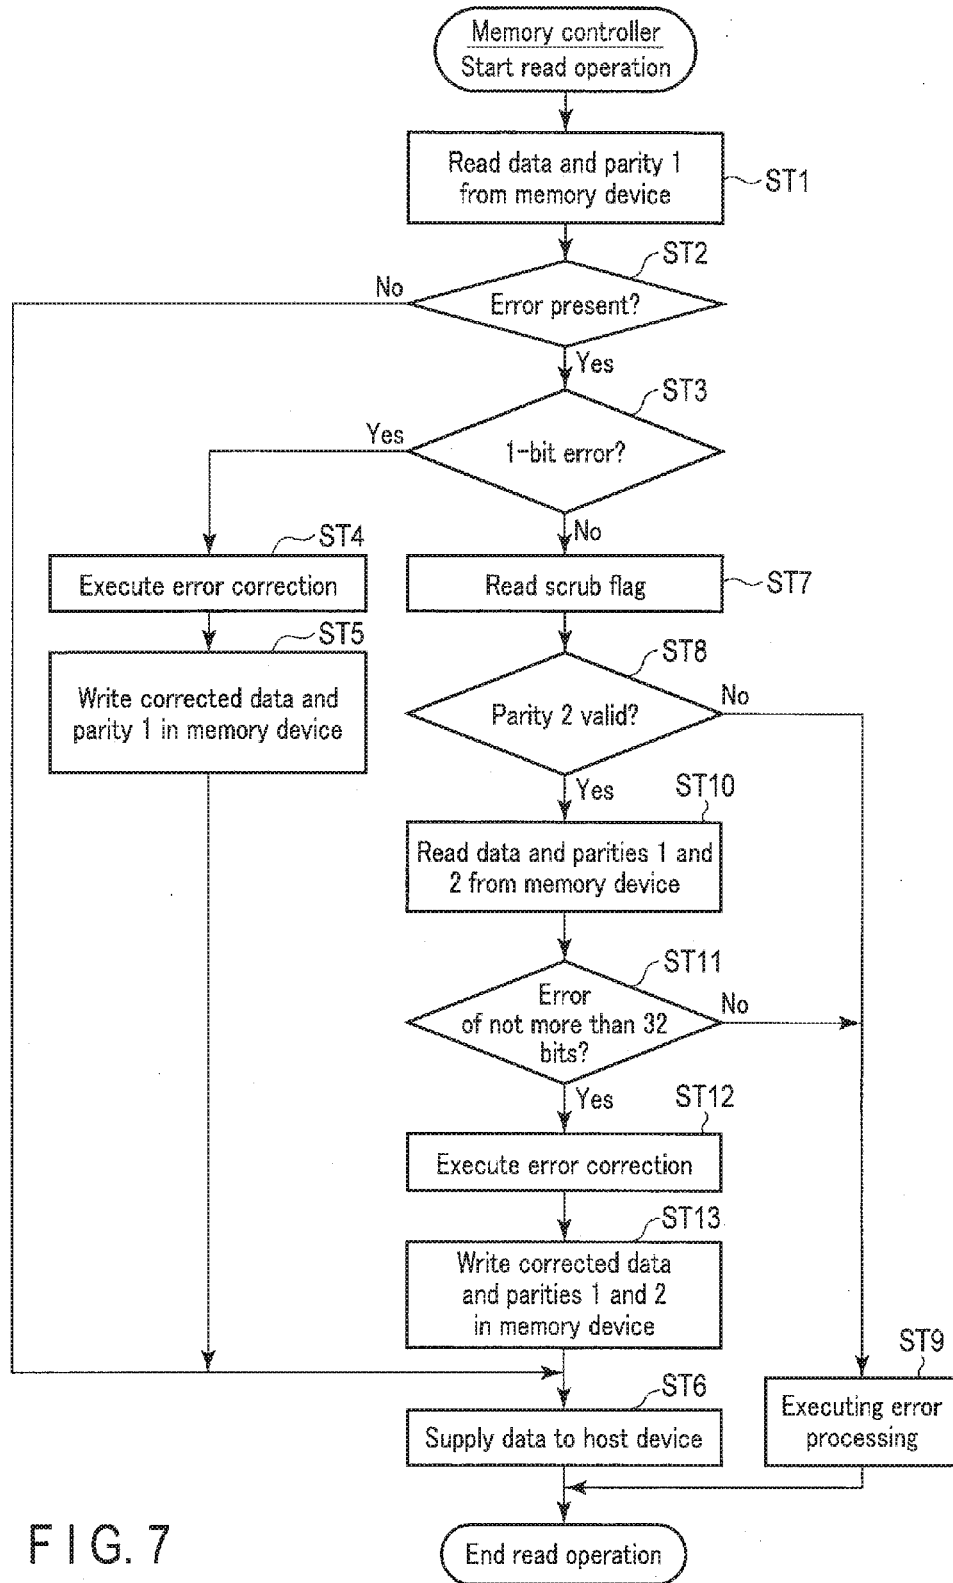 Memory controller
Start read operation
Read data and parity 1
from memory device
ST1
ST2
No
Error present?
Yes
ST3
Yes
1-bit error?
No
ST4
Execute error correction
Read scrub flag
ST7
ST5
Write corrected data and
parity 1 in memory device
ST8
No
Parity 2 valid?
Yes
ST10
Read data and parities 1 and
2 from memory device
ST11
Error
of not more than 32
bits?
No
Yes
ST12
Execute error correction
ST13
Write corrected data
and parities 1 and 2
in memory device
ST6
Supply data to host device
ST9
Executing error
processing
End read operation
FIG. 7